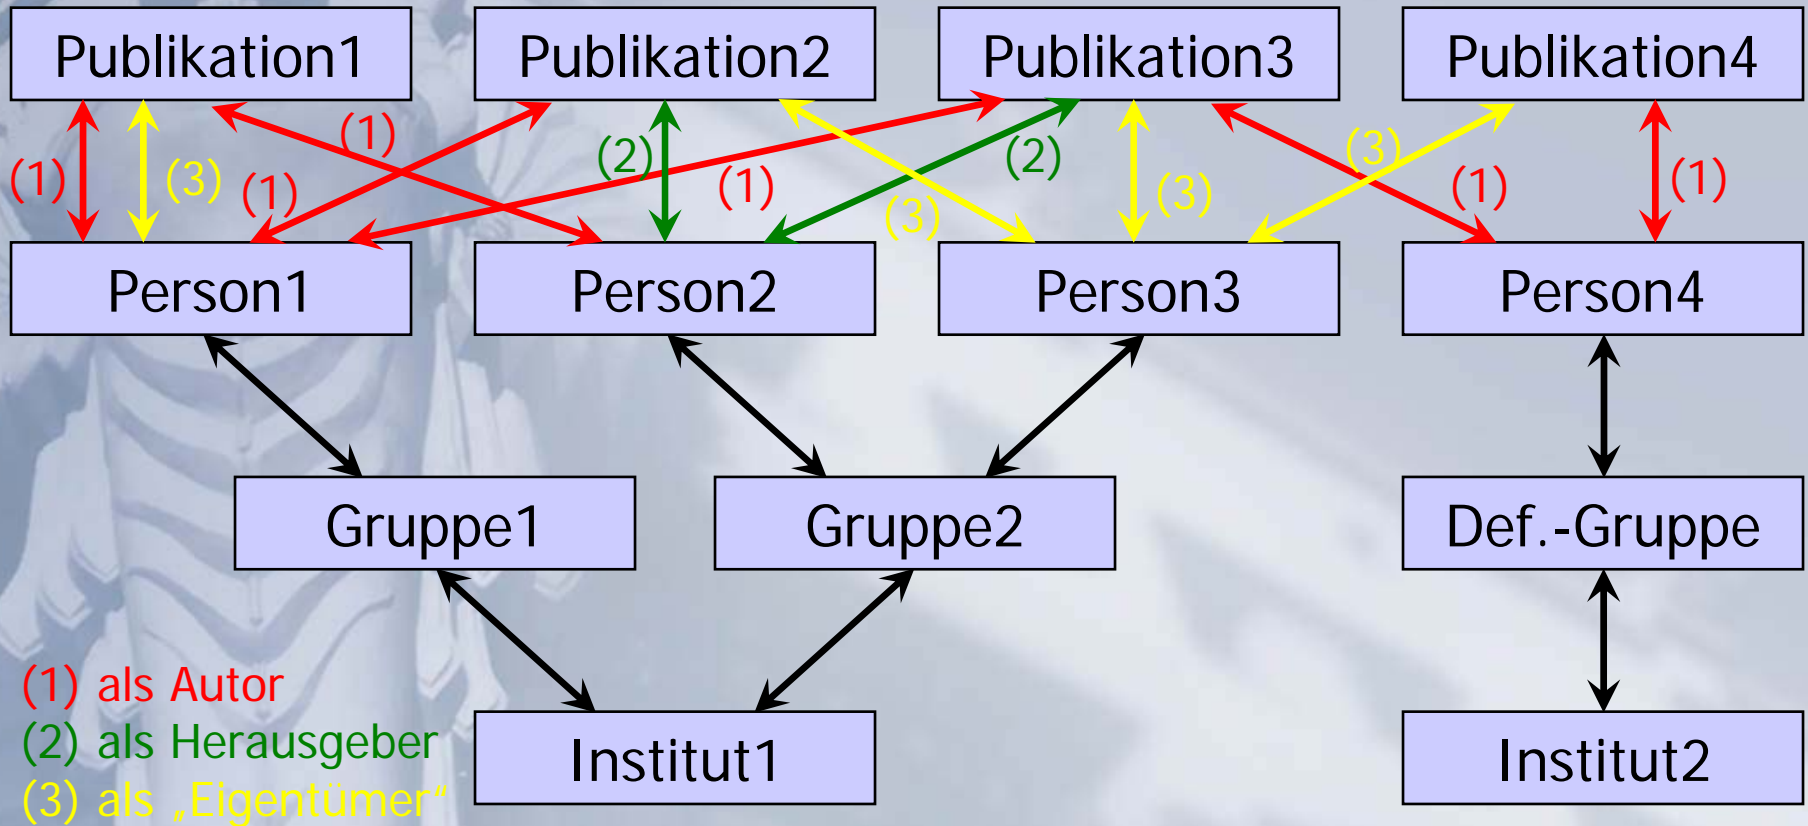 Publikation1 Publikation2 Publikation3 Publikation4
(1) (3) (1) (1) (2) (1) (3) (2) (3) (3) (1) (1)
Person1 Person2 Person3 Person4
Gruppe1 Gruppe2 Def.-Gruppe
(1) als Autor
(2) als Herausgeber
(3) als „Eigentümer“
Institut1 Institut2